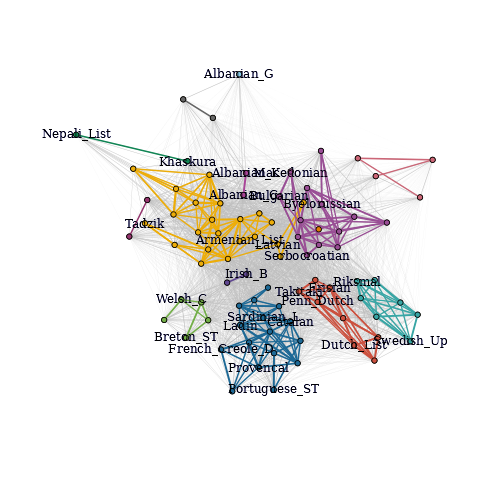 Albanian_G
Nepali_List
Khaskura
Albanian_K
Macedonian
Albanian_C
Bulgarian
Byelorussian
Tadzik
Armenian_List
Latvian
Serbocroatian
Irish_B
Riksmal
Takitaki
Frisian
Welsh_C
Penn_Dutch
Sardinian_L
Ladin
Catalan
Breton_ST
French_Creole_D
Dutch_List
Swedish_Up
Provencal
Portuguese_ST